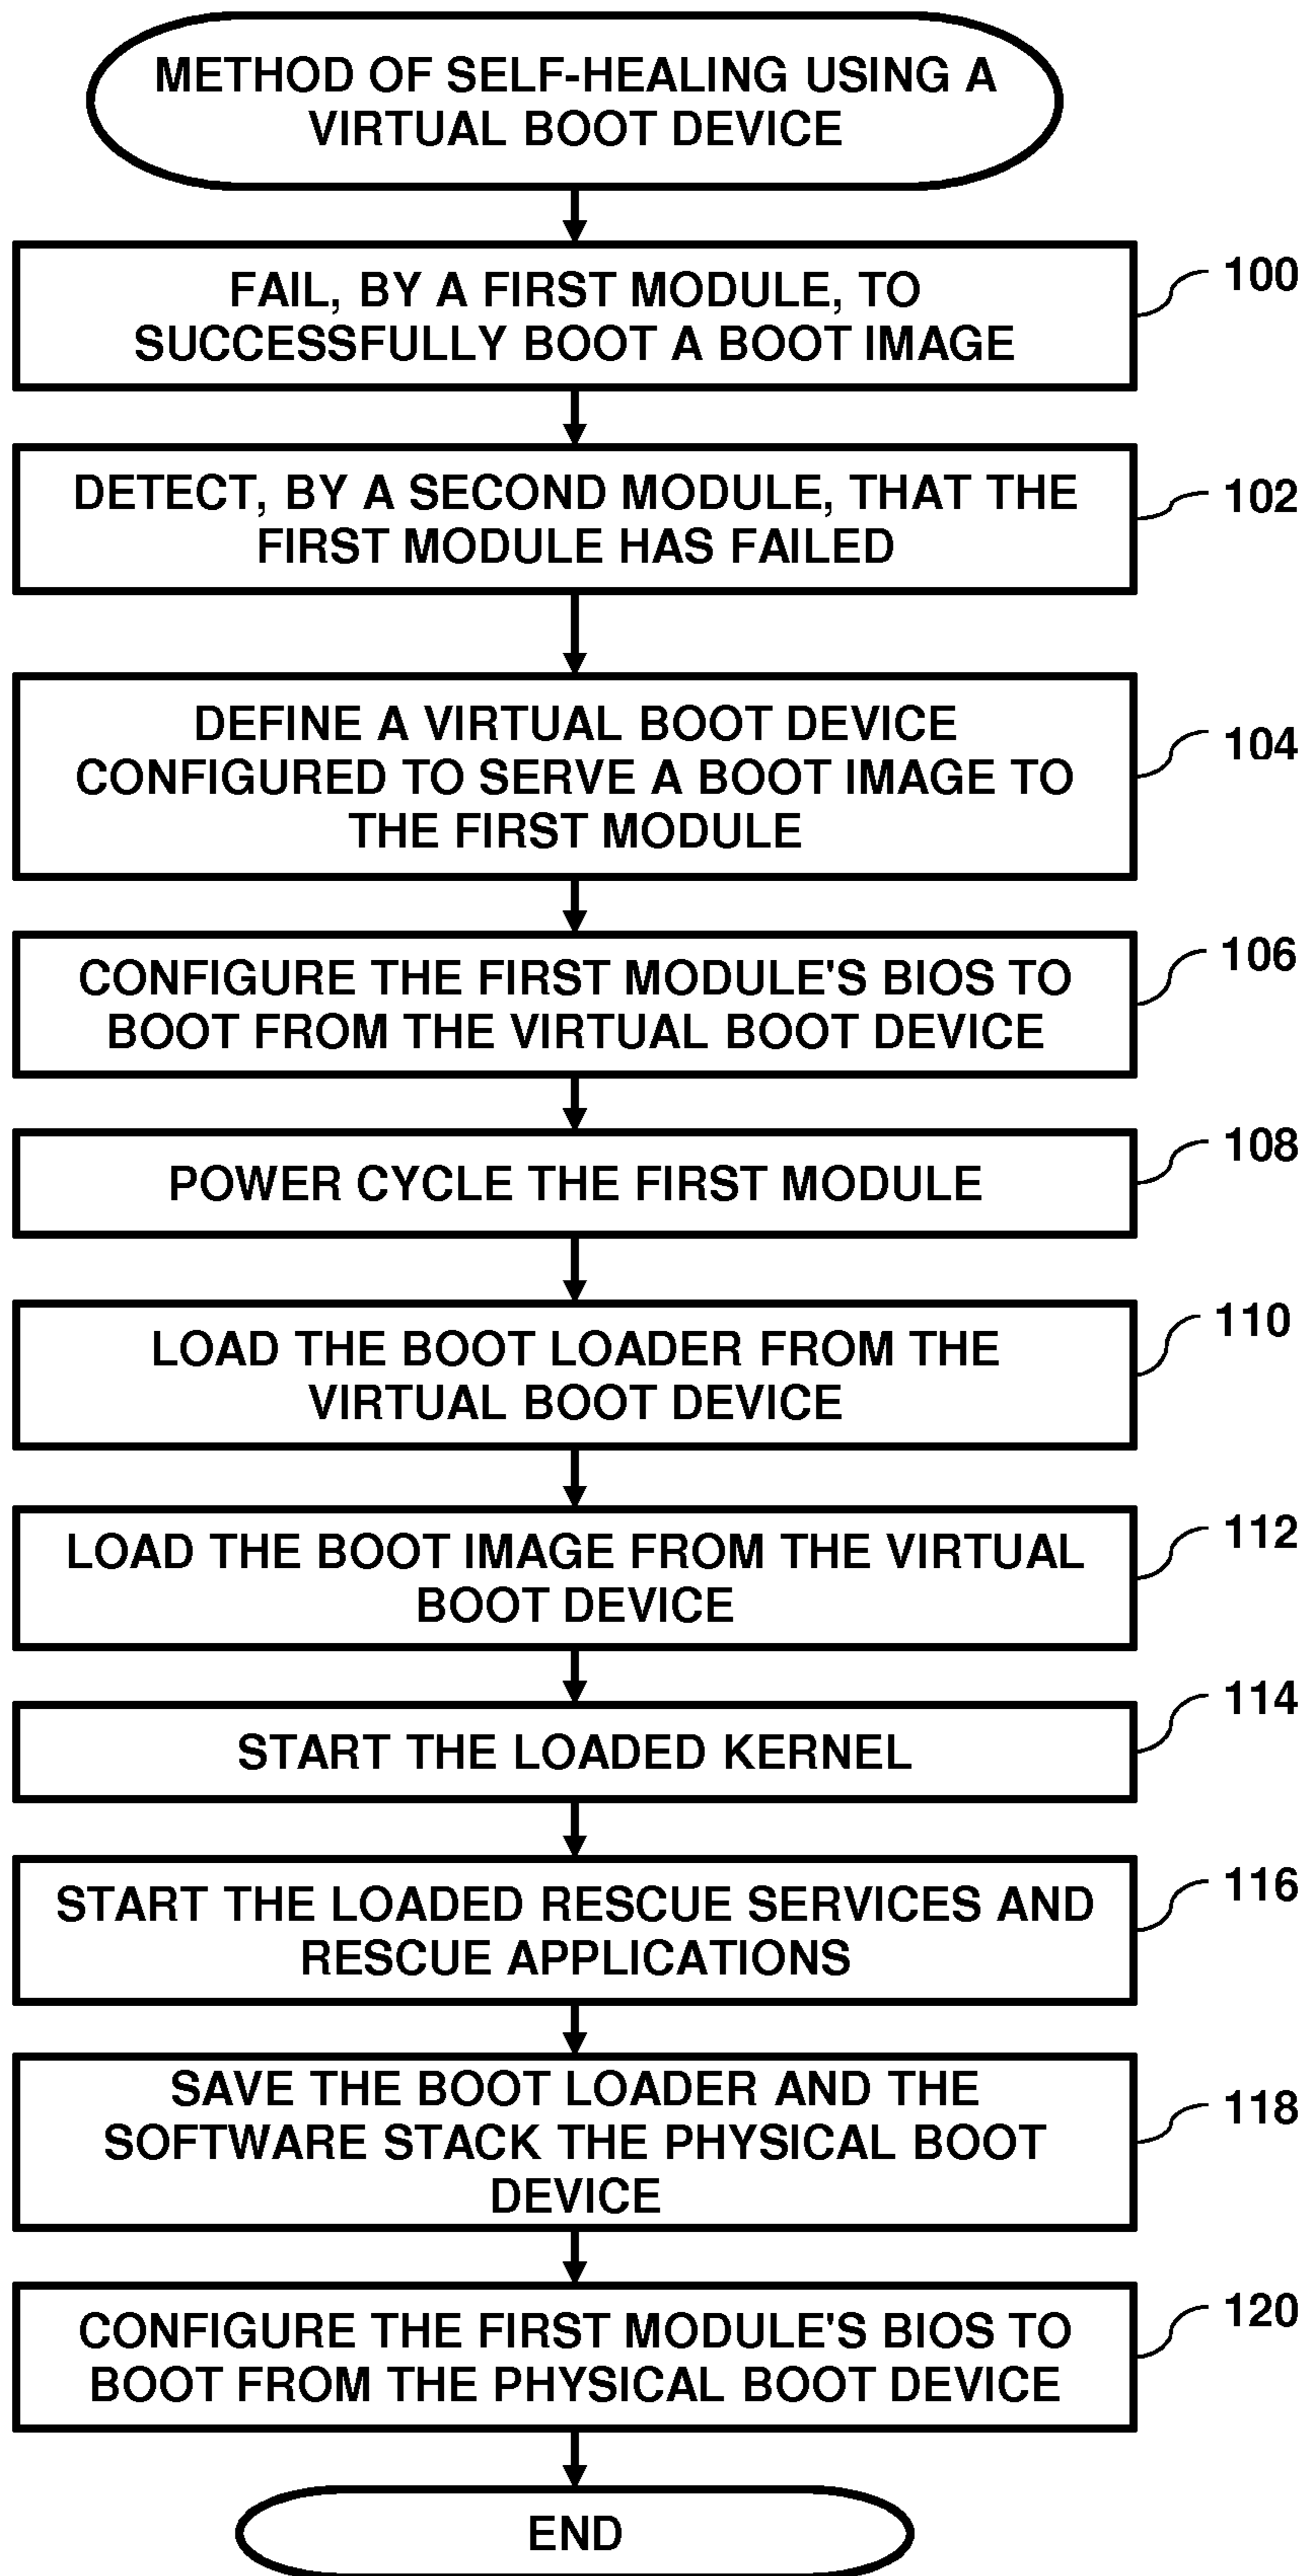 METHOD OF SELF-HEALING USING A
VIRTUAL BOOT DEVICE
FAIL, BY A FIRST MODULE, TO
SUCCESSFULLY BOOT A BOOT IMAGE
100
DETECT, BY A SECOND MODULE, THAT THE
FIRST MODULE HAS FAILED
102
DEFINE A VIRTUAL BOOT DEVICE
CONFIGURED TO SERVE A BOOT IMAGE TO
THE FIRST MODULE
104
CONFIGURE THE FIRST MODULE'S BIOS TO
BOOT FROM THE VIRTUAL BOOT DEVICE
106
POWER CYCLE THE FIRST MODULE
108
LOAD THE BOOT LOADER FROM THE
VIRTUAL BOOT DEVICE
110
LOAD THE BOOT IMAGE FROM THE VIRTUAL
BOOT DEVICE
112
START THE LOADED KERNEL
114
START THE LOADED RESCUE SERVICES AND
RESCUE APPLICATIONS
116
SAVE THE BOOT LOADER AND THE
SOFTWARE STACK THE PHYSICAL BOOT
DEVICE
118
CONFIGURE THE FIRST MODULE'S BIOS TO
BOOT FROM THE PHYSICAL BOOT DEVICE
120
END